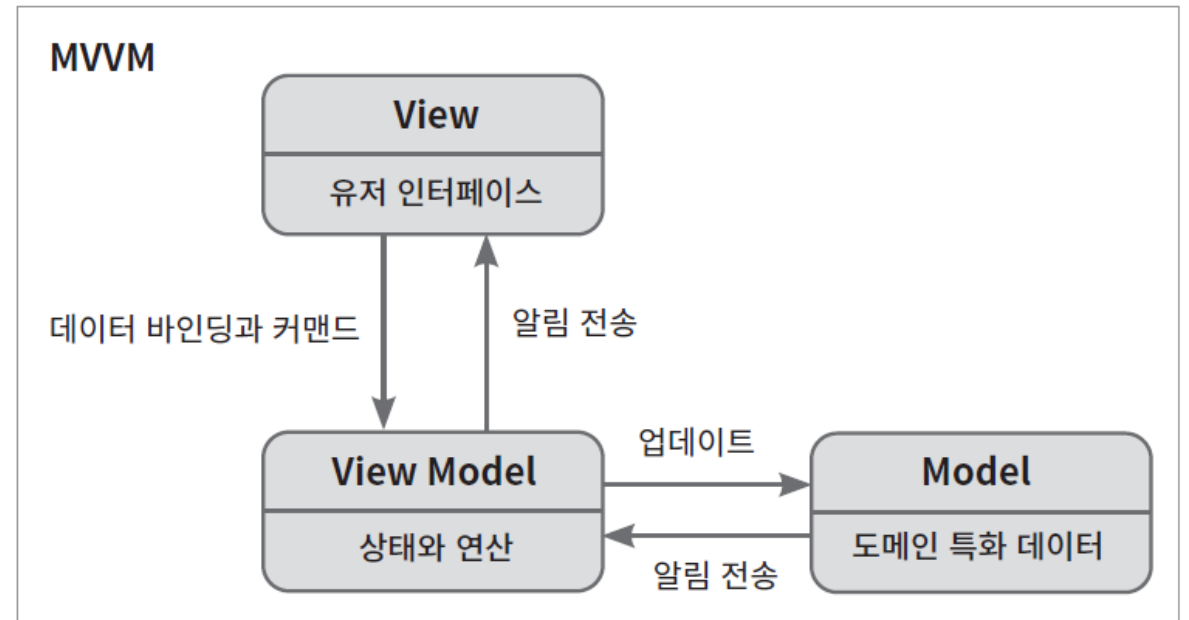 MVVM
View
유저 인터페이스
데이터 바인딩과 커맨드
알림 전송
View Model
상태와 연산
업데이트
알림 전송
Model
도메인 특화 데이터